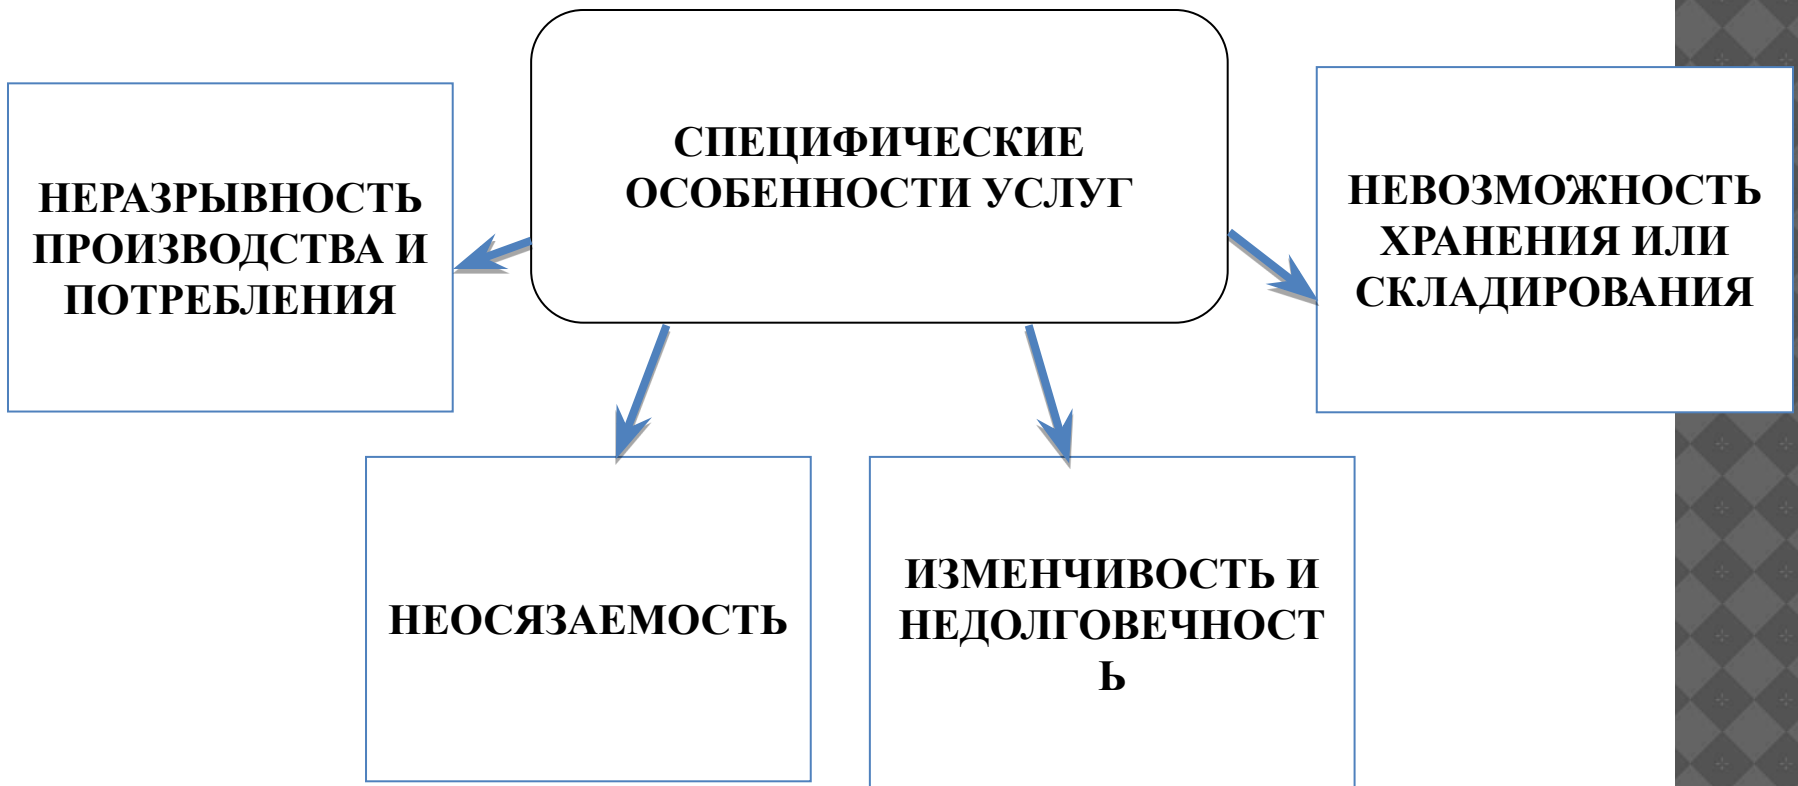 СПЕЦИФИЧЕСКИЕ
ОСОБЕННОСТИ УСЛУГ
НЕРАЗРЫВНОСТЬ
ПРОИЗВОДСТВА И
ПОТРЕБЛЕНИЯ
НЕВОЗМОЖНОСТЬ
ХРАНЕНИЯ ИЛИ
СКЛАДИРОВАНИЯ
НЕОСЯЗАЕМОСТЬ
ИЗМЕНЧИВОСТЬ И
НЕДОЛГОВЕЧНОСТ
Ь